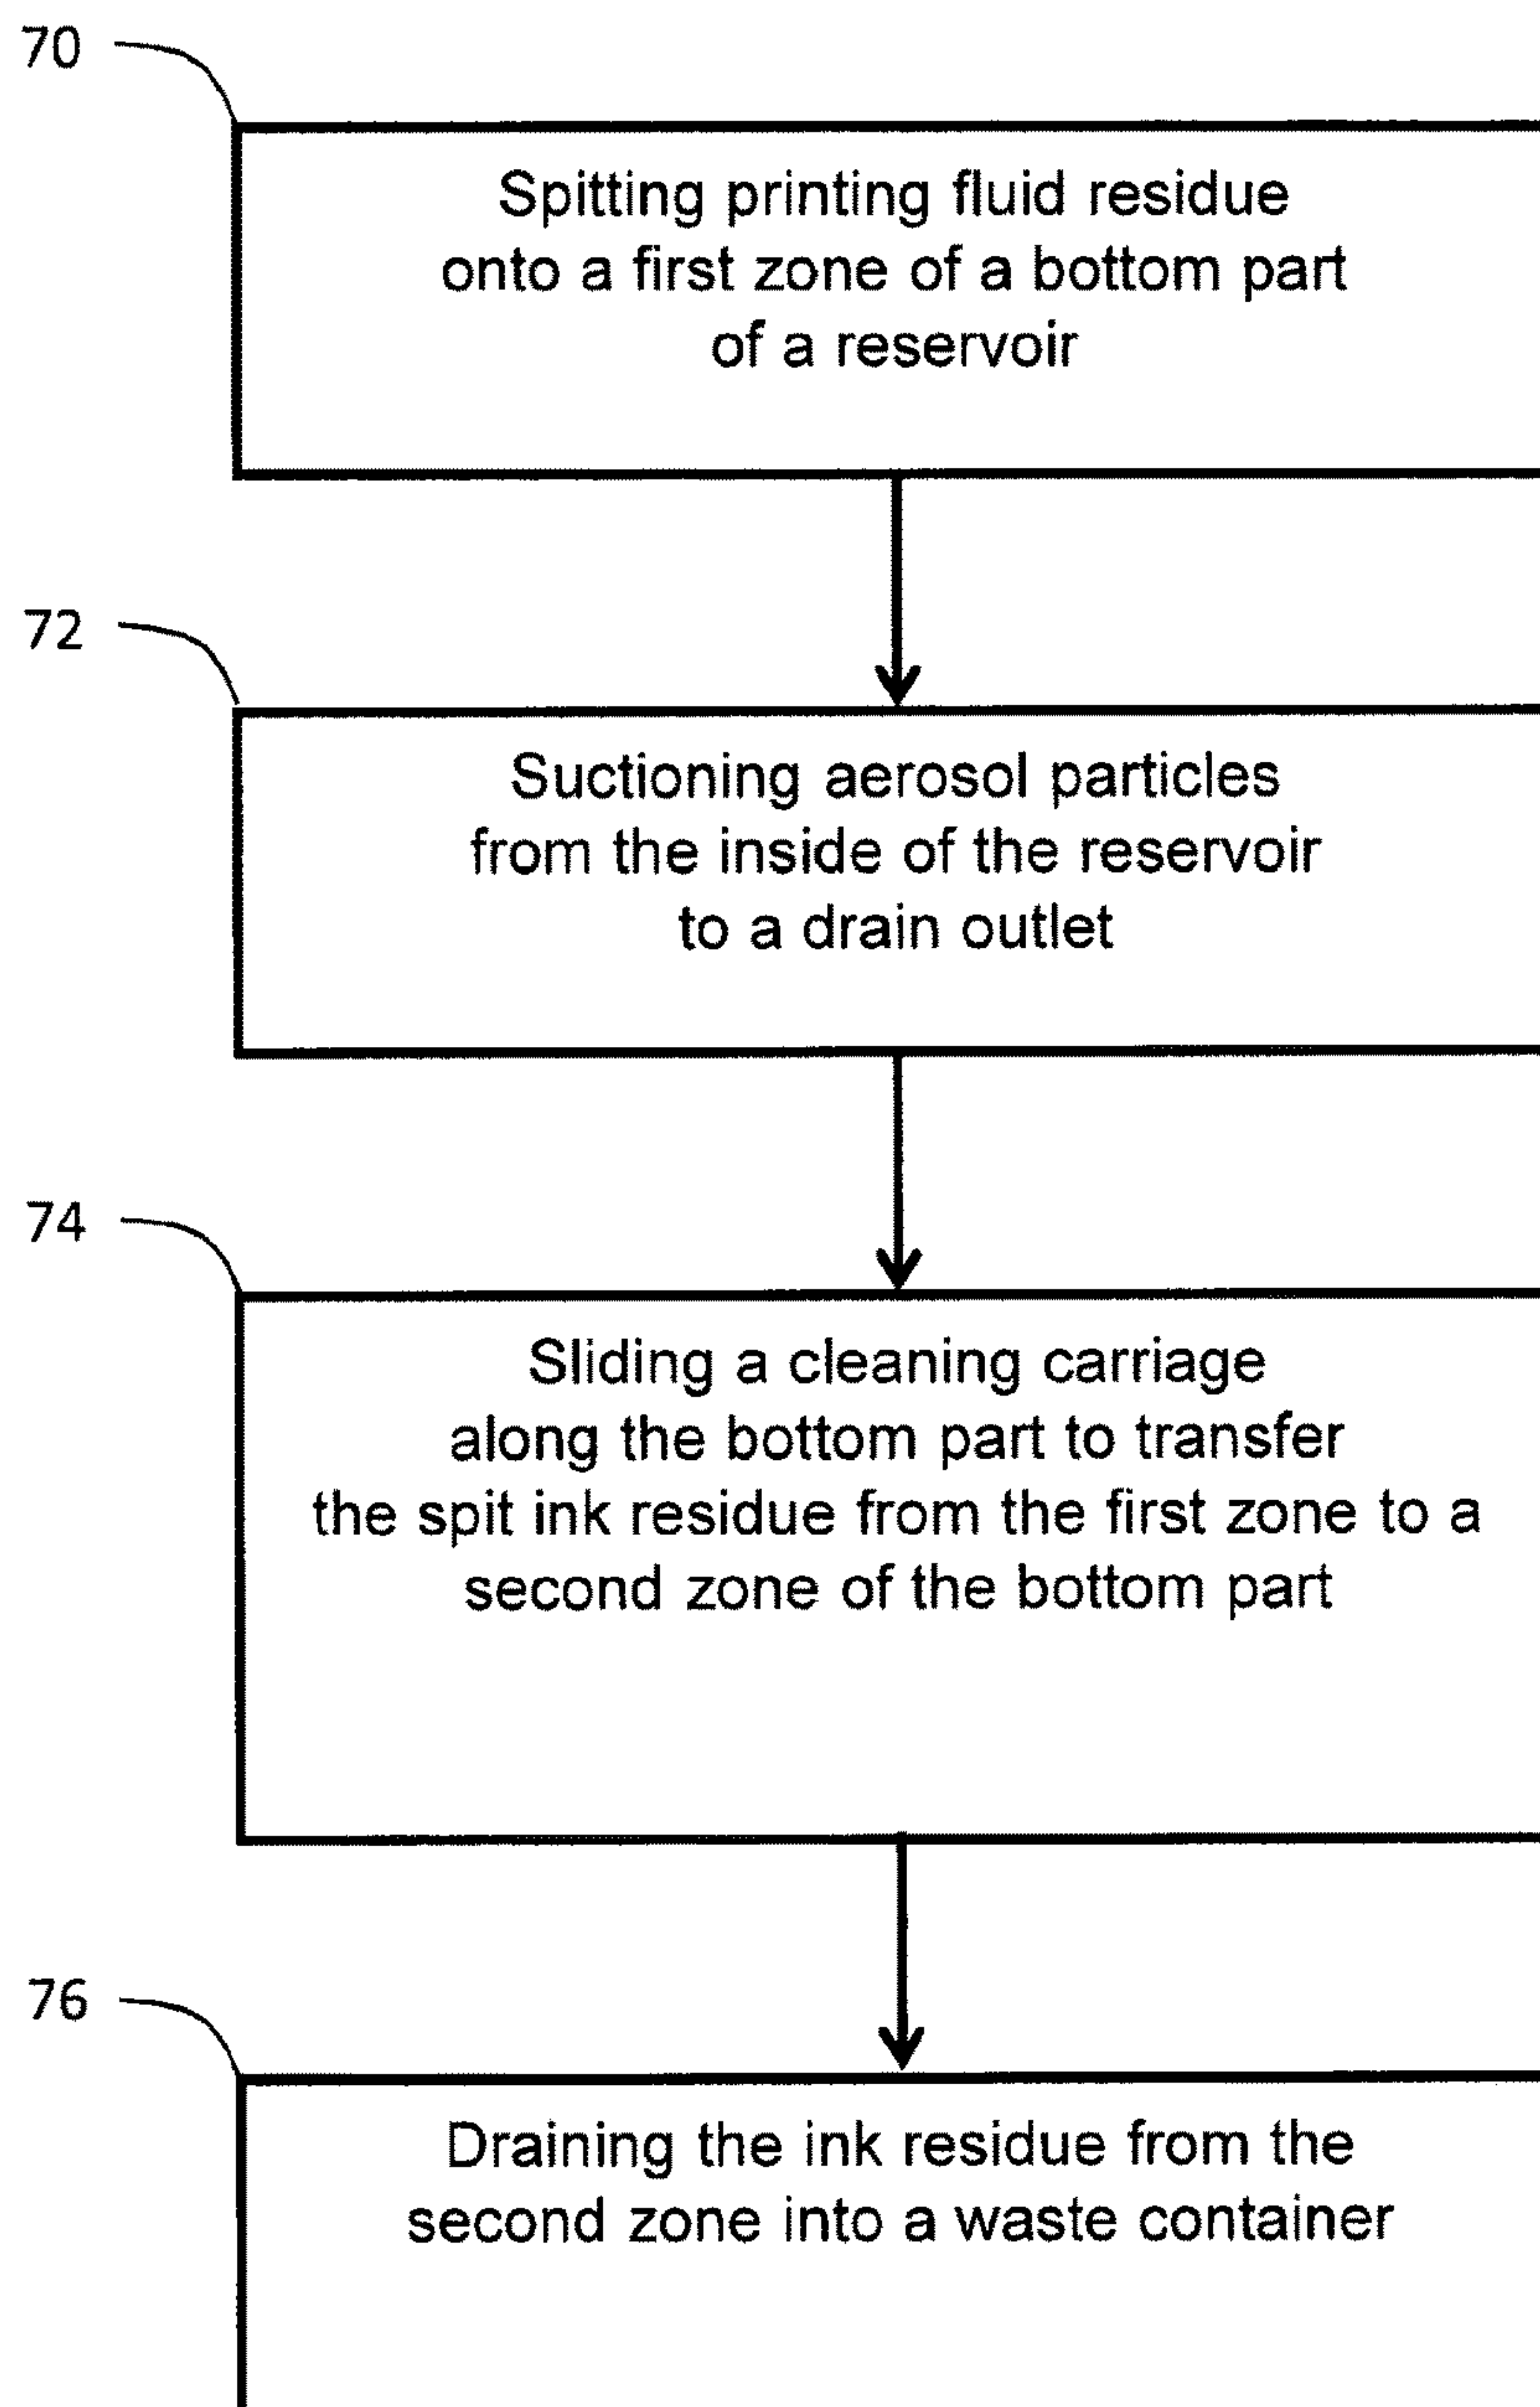 70
Spitting printing fluid residue
onto a first zone of a bottom part
of a reservoir
72
Suctioning aerosol particles
from the inside of the reservoir
to a drain outlet
74
Sliding a cleaning carriage
along the bottom part to transfer
the spit ink residue from the first zone to a
second zone of the bottom part
76
Draining the ink residue from the
second zone into a waste container